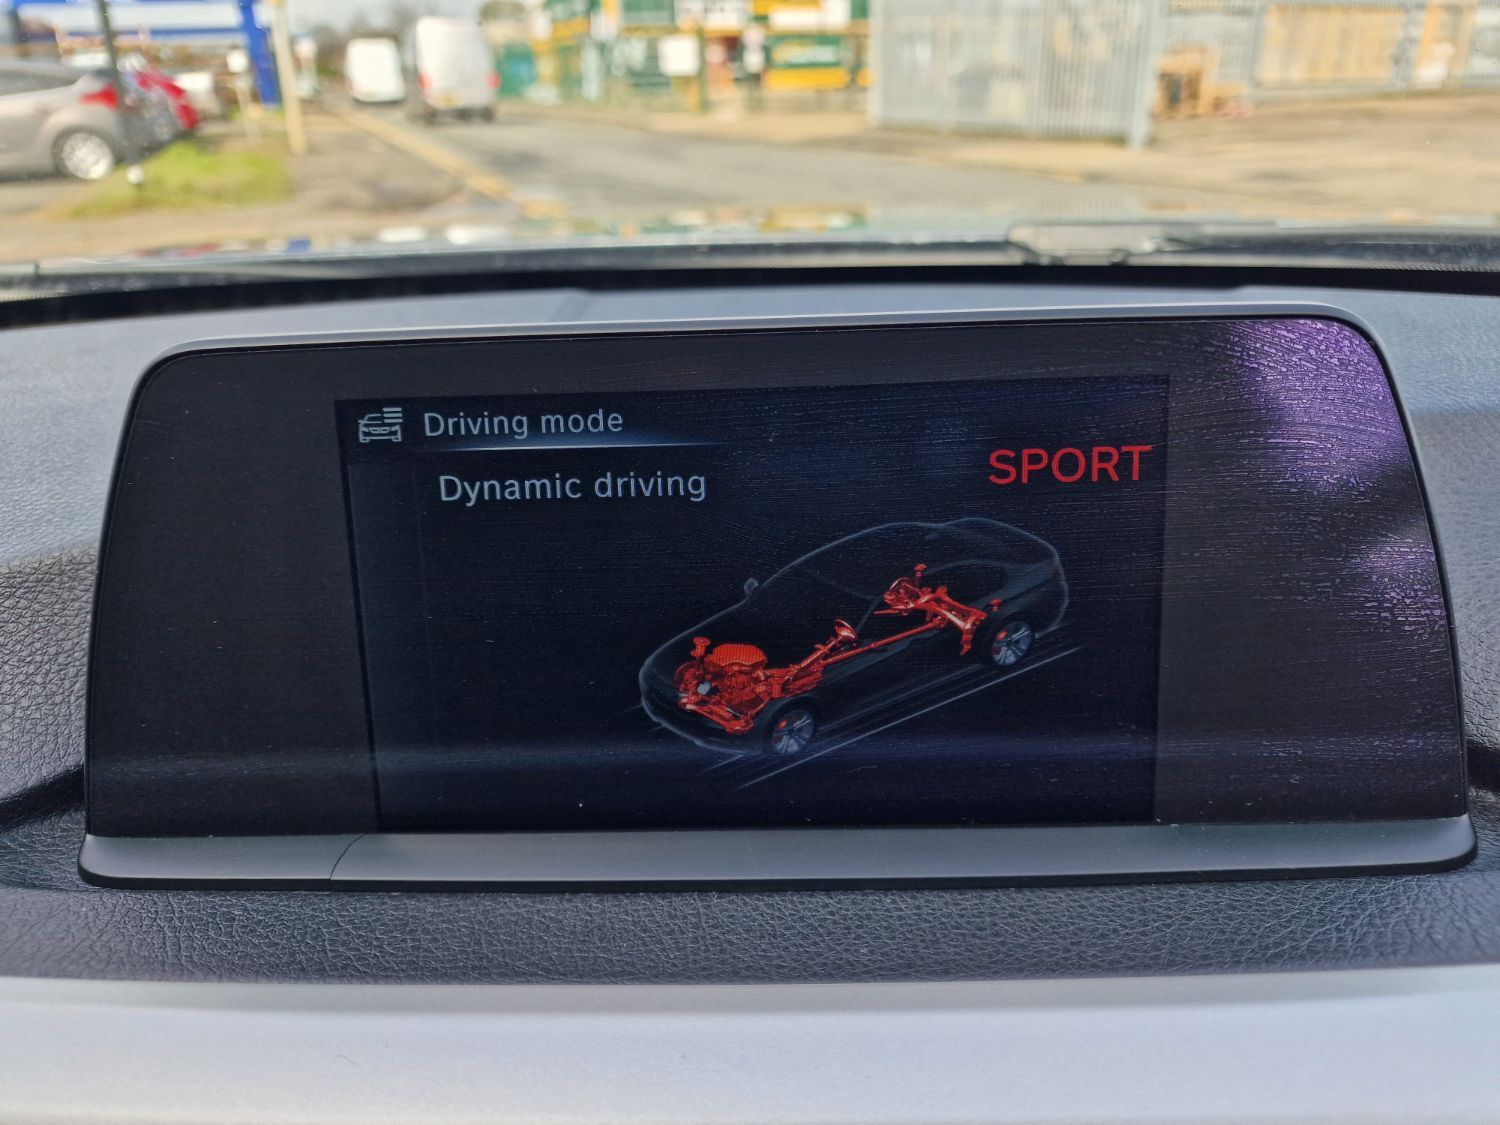 Driving mode
Dynamic driving
SPORT